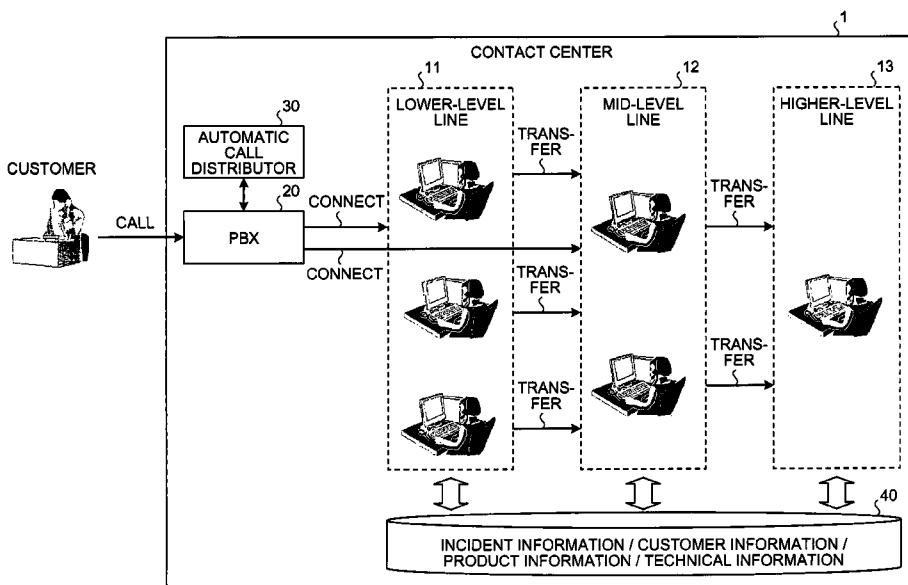 1
CONTACT CENTER
11
12
13
LOWER-LEVEL
LINE
MID-LEVEL
LINE
HIGHER-LEVEL
LINE
30
AUTOMATIC
CALL
DISTRIBUTOR
TRANS-
FER
CUSTOMER
20
CONNECT
TRANS-
FER
CALL
PBX
CONNECT
TRANS-
FER
TRANS-
FER
TRANS-
FER
40
INCIDENT INFORMATION / CUSTOMER INFORMATION /
PRODUCT INFORMATION / TECHNICAL INFORMATION